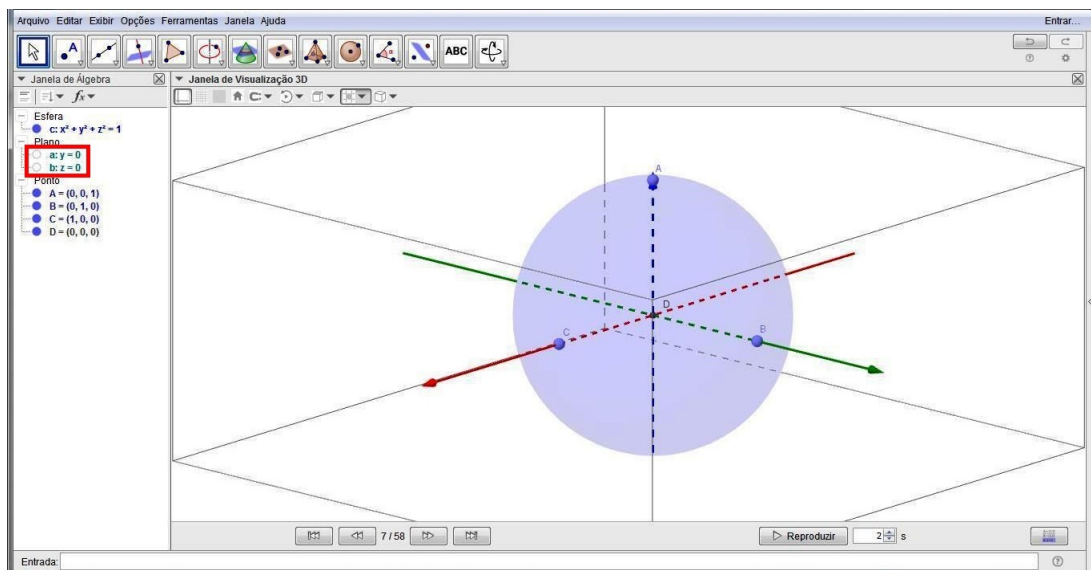 Arquivo Editar Exibir Opções Ferramentas Janela Ajuda
Entrar...
ABC
Janela de Álgebra
Janela de Visualização 3D
Esfera
c: x² + y² + z² = 1
Plano
a: y = 0
b: z = 0
Ponto
A = (0, 0, 1)
B = (0, 1, 0)
C = (1, 0, 0)
D = (0, 0, 0)
A
D
C
B
7 / 58
Reproduzir
2 s
Entrada: